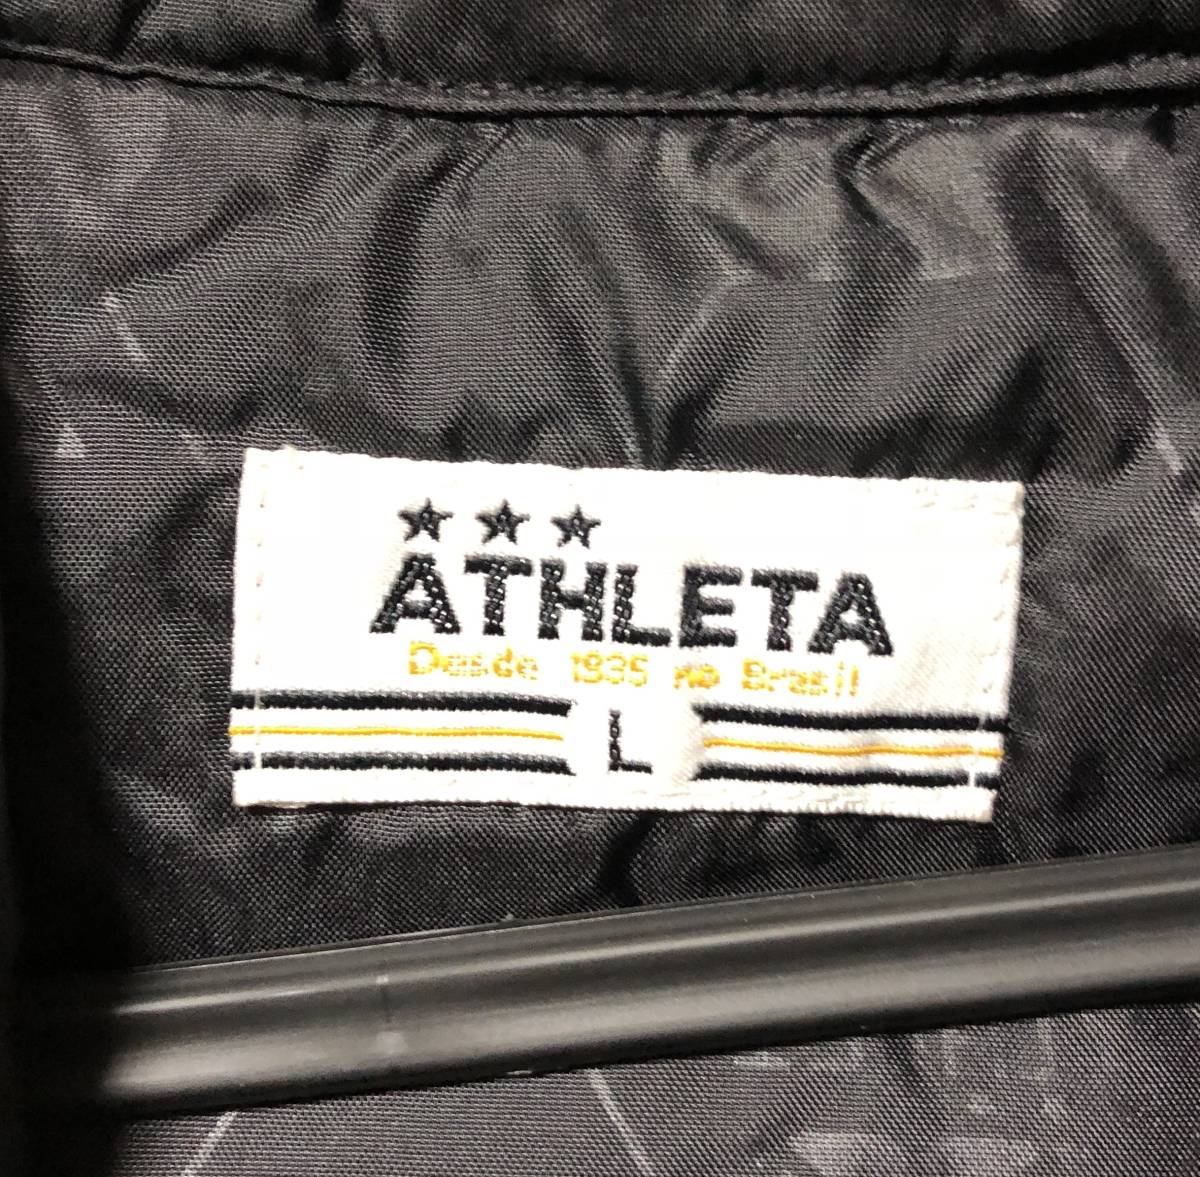 ATHLETA
Desde 1935 no Brasil
L